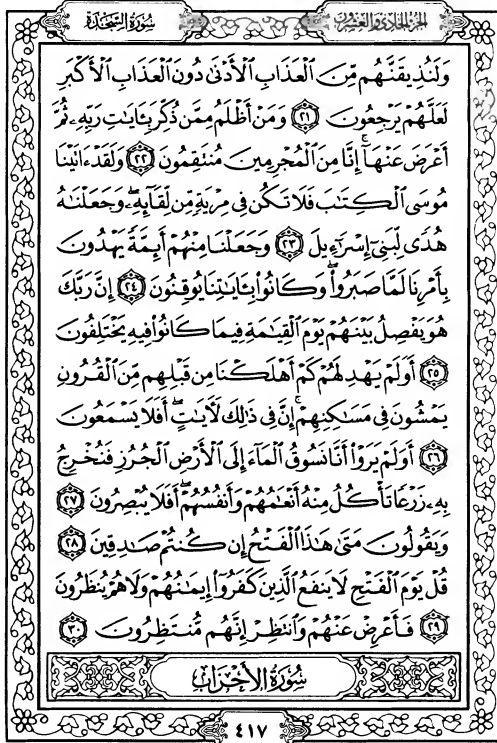 الجزء الحادي والعشرون سُورَةُ السَّجْدَةِ
وَلَنُذِيقَنَّهُم مِّنَ ٱلْعَذَابِ ٱلْأَدْنَىٰ دُونَ ٱلْعَذَابِ ٱلْأَكْبَرِ
لَعَلَّهُمْ يَرْجِعُونَ ٢١ وَمَنْ أَظْلَمُ مِمَّن ذُكِّرَ بِـَٔايَٰتِ رَبِّهِۦ ثُمَّ
أَعْرَضَ عَنْهَآ ۚ إِنَّا مِنَ ٱلْمُجْرِمِينَ مُنتَقِمُونَ ٢٢ وَلَقَدْ ءَاتَيْنَا
مُوسَى ٱلْكِتَٰبَ فَلَا تَكُن فِى مِرْيَةٍ مِّن لِّقَآئِهِۦ ۖ وَجَعَلْنَٰهُ
هُدًى لِّبَنِىٓ إِسْرَٰٓءِيلَ ٢٣ وَجَعَلْنَا مِنْهُمْ أَئِمَّةً يَهْدُونَ
بِأَمْرِنَا لَمَّا صَبَرُوا۟ ۖ وَكَانُوا۟ بِـَٔايَٰتِنَا يُوقِنُونَ ٢٤ إِنَّ رَبَّكَ
هُوَ يَفْصِلُ بَيْنَهُمْ يَوْمَ ٱلْقِيَٰمَةِ فِيمَا كَانُوا۟ فِيهِ يَخْتَلِفُونَ
٢٥ أَوَلَمْ يَهْدِ لَهُمْ كَمْ أَهْلَكْنَا مِن قَبْلِهِم مِّنَ ٱلْقُرُونِ
يَمْشُونَ فِى مَسَٰكِنِهِمْ ۚ إِنَّ فِى ذَٰلِكَ لَـَٔايَٰتٍ ۖ أَفَلَا يَسْمَعُونَ
٢٦ أَوَلَمْ يَرَوْا۟ أَنَّا نَسُوقُ ٱلْمَآءَ إِلَى ٱلْأَرْضِ ٱلْجُرُزِ فَنُخْرِجُ
بِهِۦ زَرْعًا تَأْكُلُ مِنْهُ أَنْعَٰمُهُمْ وَأَنفُسُهُمْ ۖ أَفَلَا يُبْصِرُونَ ٢٧
وَيَقُولُونَ مَتَىٰ هَٰذَا ٱلْفَتْحُ إِن كُنتُمْ صَٰدِقِينَ ٢٨
قُلْ يَوْمَ ٱلْفَتْحِ لَا يَنفَعُ ٱلَّذِينَ كَفَرُوٓا۟ إِيمَٰنُهُمْ وَلَا هُمْ يُنظَرُونَ
٢٩ فَأَعْرِضْ عَنْهُمْ وَٱنتَظِرْ إِنَّهُم مُّنتَظِرُونَ ٣٠
سُورَةُ الأَحْزَابِ
٤١٧